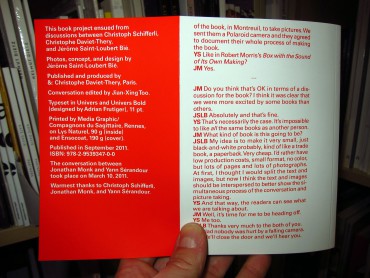 This book project ensued from
discussions between Christoph Schifferli,
Christophe Daviet-Thery,
and Jérôme Saint-Loubert Bié.
Photos, concept, and design by
Jérôme Saint-Loubert Bié.
Published and produced by
&: Christophe Daviet-Thery, Paris.
Conversation edited by Jian-Xing Too.
Typeset in Univers and Univers Bold
(designed by Adrian Frutiger), 11 pt.
Printed by Media Graphic/
Compagnons du Sagittaire, Rennes,
on Lys Naturel, 90 g (inside)
and Ensocoat, 190 g (cover).
Published in September 2011.
ISBN: 978-2-9539347-0-0
The conversation between
Jonathan Monk and Yann Sérandour
took place on March 10, 2011.
Warmest thanks to Christoph Schifferli,
Jonathan Monk, and Yann Sérandour.
of the book, in Montreuil, to take pictures. We
sent them a Polaroid camera and they agreed
to document their whole process of making
the book.
YS Like in Robert Morris's Box with the Sound
of Its Own Making?
JM Yes.
...
JM Do you think that's OK in terms of a dis-
cussion for the book? I think it was clear that
we were more excited by some books than
others.
JSLB Absolutely and that's fine.
YS That's necessarily the case. It's impossible
to like all the same books as another person.
JM What kind of book is this going to be?
JSLB My idea is to make it very small, just
black and white probably, kind of like a trade
book, a paperback. Very cheap. I'd rather have
low production costs, small format, no color,
but lots of pages and lots of photographs.
At first, I thought I would split the text and
images, but now I think the text and images
should be interspersed to better show the si-
multaneous process of the conversation and
picture taking.
YS And that way, the readers can see what
we are talking about.
JM Well, it's time for me to be heading off.
YS Me too.
JSLB Thanks very much to the both of you.
nobody was hurt by a falling camera.
close the door and we'll hear you.